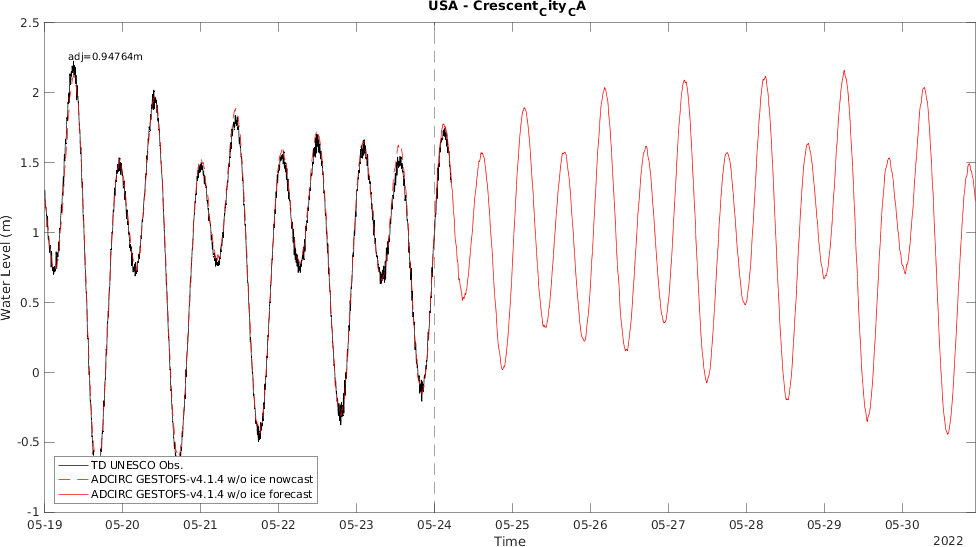 USA - Crescent_City_CA
adj=0.94764m
2.5
2
1.5
1
0.5
0
-0.5
-1
Water Level (m)
TD UNESCO Obs.
ADCIRC GESTOFS-v4.1.4 w/o ice nowcast
ADCIRC GESTOFS-v4.1.4 w/o ice forecast
05-19 05-20 05-21 05-22 05-23 05-24 05-25 05-26 05-27 05-28 05-29 05-30
Time
2022